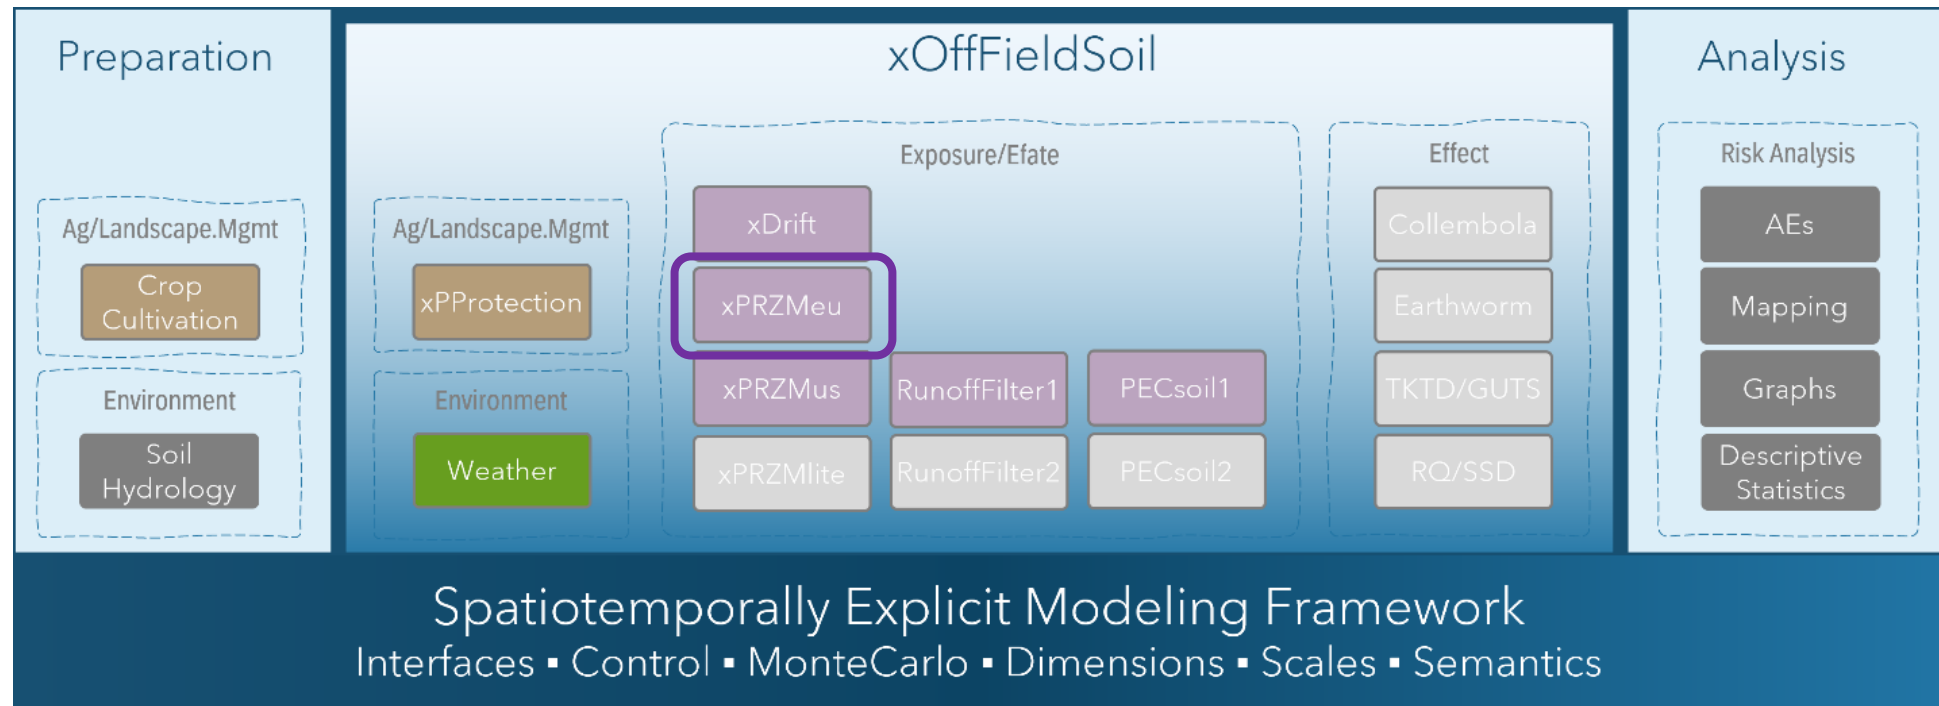 Preparation
Ag/Landscape.Mgmt
Crop
Cultivation
Environment
Soil
Hydrology
xOffFieldSoil
Ag/Landscape.Mgmt
xPProtection
Environment
Weather
Exposure/Efate
xDrift
xPRZMeu
xPRZMus
RunoffFilter1
PECsoil1
xPRZMlite
RunoffFilter2
PECsoil2
Effect
Collembola
Earthworm
TKTD/GUTS
RQ/SSD
Analysis
Risk Analysis
AEs
Mapping
Graphs
Descriptive
Statistics
Spatiotemporally Explicit Modeling Framework
Interfaces ▪ Control ▪ MonteCarlo ▪ Dimensions ▪ Scales ▪ Semantics